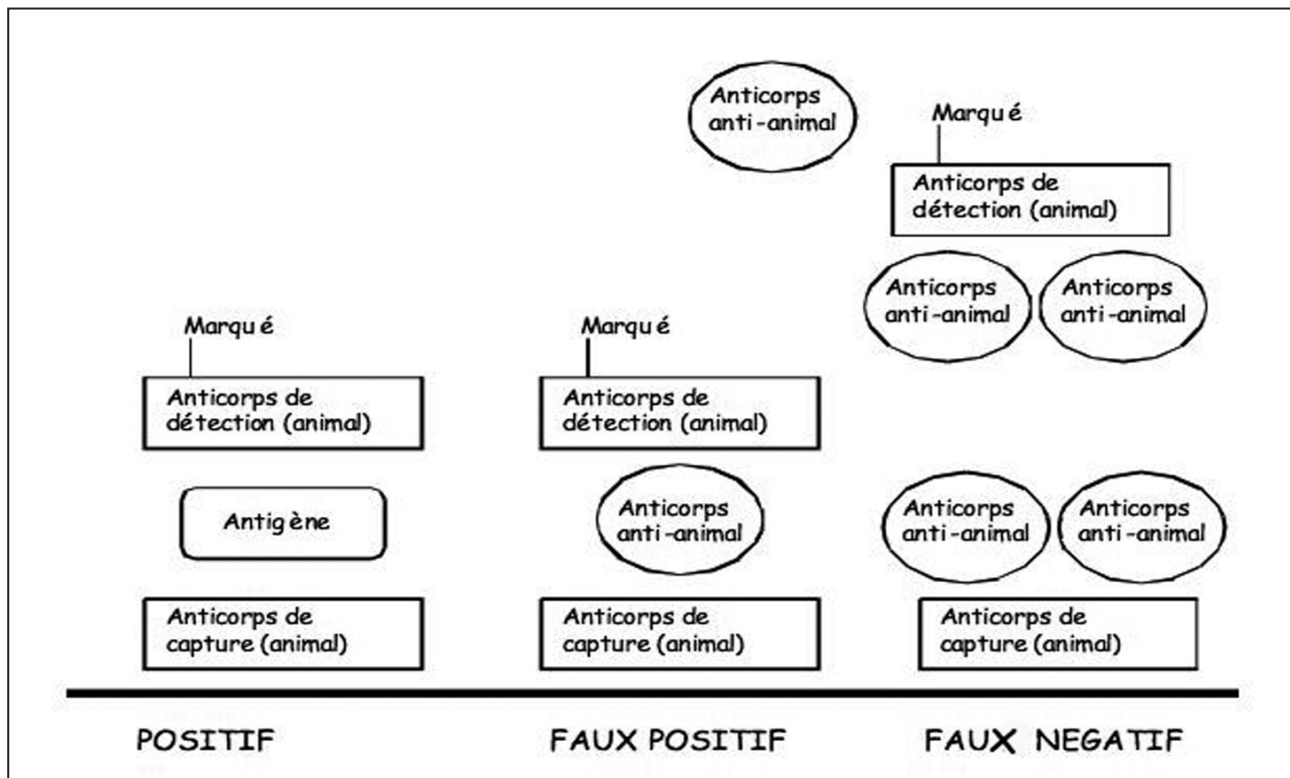 Marqué
Anticorps de
détection (animal)
Antigène
Anticorps de
capture (animal)
POSITIF
Marqué
Anticorps de
détection (animal)
Anticorps
anti-animal
Anticorps de
capture (animal)
FAUX POSITIF
Anticorps
anti-animal
Marqué
Anticorps de
détection (animal)
Anticorps
anti-animal
Anticorps
anti-animal
Anticorps
anti-animal
Anticorps
anti-animal
Anticorps de
capture (animal)
FAUX NEGATIF